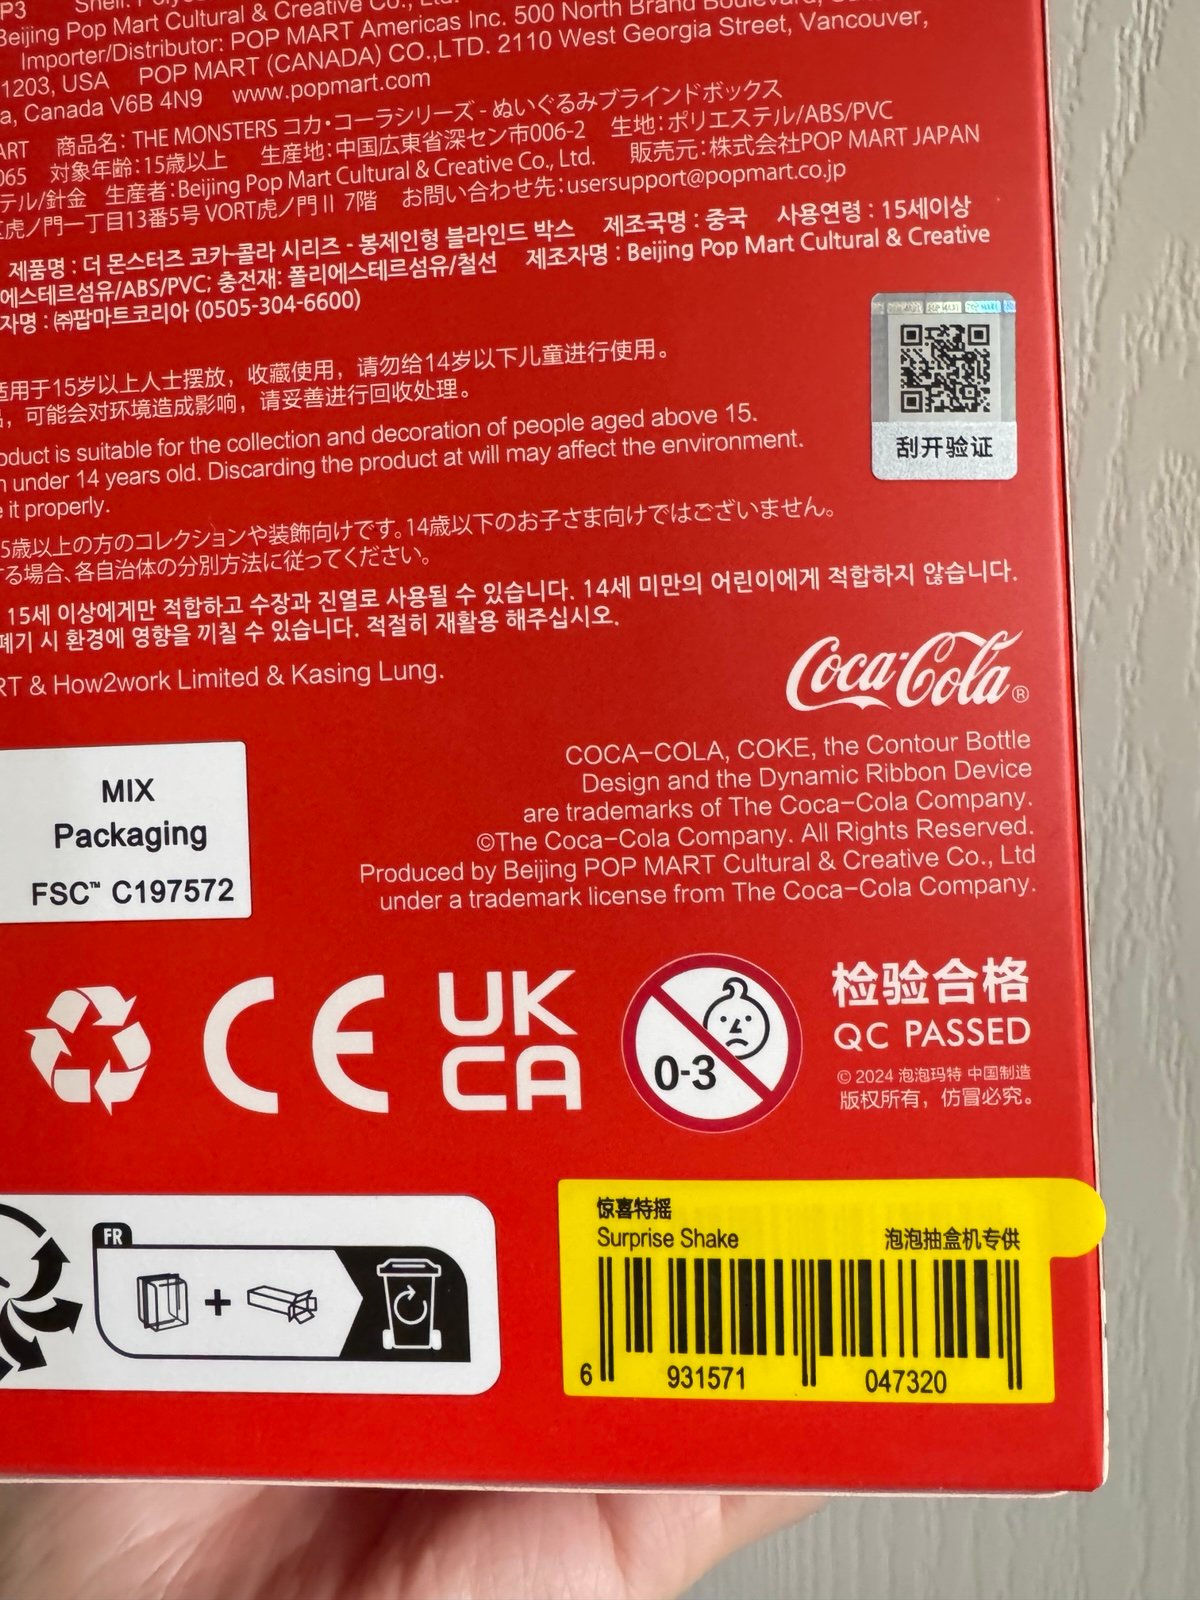 P3
Beijing Pop Mart Cultural & Creative Co., Ltd.
Importer/Distributor: POP MART Americas Inc. 500 North Brand Boulevard,
1203, USA POP MART (CANADA) CO.,LTD. 2110 West Georgia Street, Vancouver,
a, Canada V6B 4N9 www.popmart.com
ART 商品名: THE MONSTERS コカ・コーラシリーズ - ぬいぐるみブラインドボックス
065 対象年齢:15歳以上 生産地:中国広東省深セン市006-2 生地:ポリエステル/ABS/PVC
テル/針金 生産者:Beijing Pop Mart Cultural & Creative Co., Ltd. 販売元:株式会社POP MART JAPAN
区虎ノ門一丁目13番5号 VORT虎ノ門II 7階 お問い合わせ先:usersupport@popmart.co.jp
제품명 : 더 몬스터즈 코카-콜라 시리즈 - 봉제인형 블라인드 박스 제조국명 : 중국 사용연령 : 15세이상
에스테르섬유/ABS/PVC; 충전재: 폴리에스테르섬유/철선 제조자명 : Beijing Pop Mart Cultural & Creative
자명 : ㈜팝마트코리아 (0505-304-6600)
适用于15岁以上人士摆放，收藏使用，请勿给14岁以下儿童进行使用。
品，可能会对环境造成影响，请妥善进行回收处理。
oduct is suitable for the collection and decoration of people aged above 15.
n under 14 years old. Discarding the product at will may affect the environment.
e it properly.
5歳以上の方のコレクションや装飾向けです。14歳以下のお子さま向けではございません。
する場合、各自治体の分別方法に従ってください。
15세 이상에게만 적합하고 수장과 진열로 사용될 수 있습니다. 14세 미만의 어린이에게 적합하지 않습니다.
폐기 시 환경에 영향을 끼칠 수 있습니다. 적절히 재활용 해주십시오.
RT & How2work Limited & Kasing Lung.
刮开验证
Coca-Cola®
COCA-COLA, COKE, the Contour Bottle
Design and the Dynamic Ribbon Device
are trademarks of The Coca-Cola Company.
©The Coca-Cola Company. All Rights Reserved.
Produced by Beijing POP MART Cultural & Creative Co., Ltd
under a trademark license from The Coca-Cola Company.
MIX
Packaging
FSC™ C197572
CE
UK
CA
0-3
检验合格
QC PASSED
© 2024 泡泡玛特 中国制造
版权所有，仿冒必究。
FR
惊喜特摇
Surprise Shake 泡泡抽盒机专供
6 931571 047320